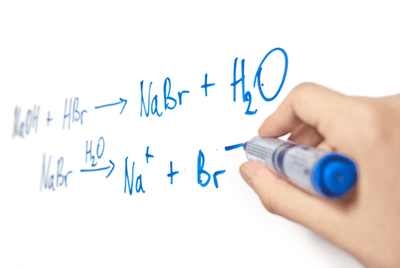 NaOH + HBr → NaBr + H₂O
NaBr H₂O → Na⁺ + Br⁻